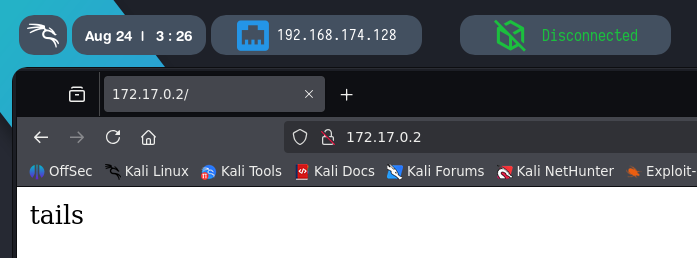 Aug 24 | 3:26
192.168.174.128
Disconnected
172.17.0.2/
172.17.0.2
OffSec Kali Linux Kali Tools Kali Docs Kali Forums Kali NetHunter Exploit-
tails